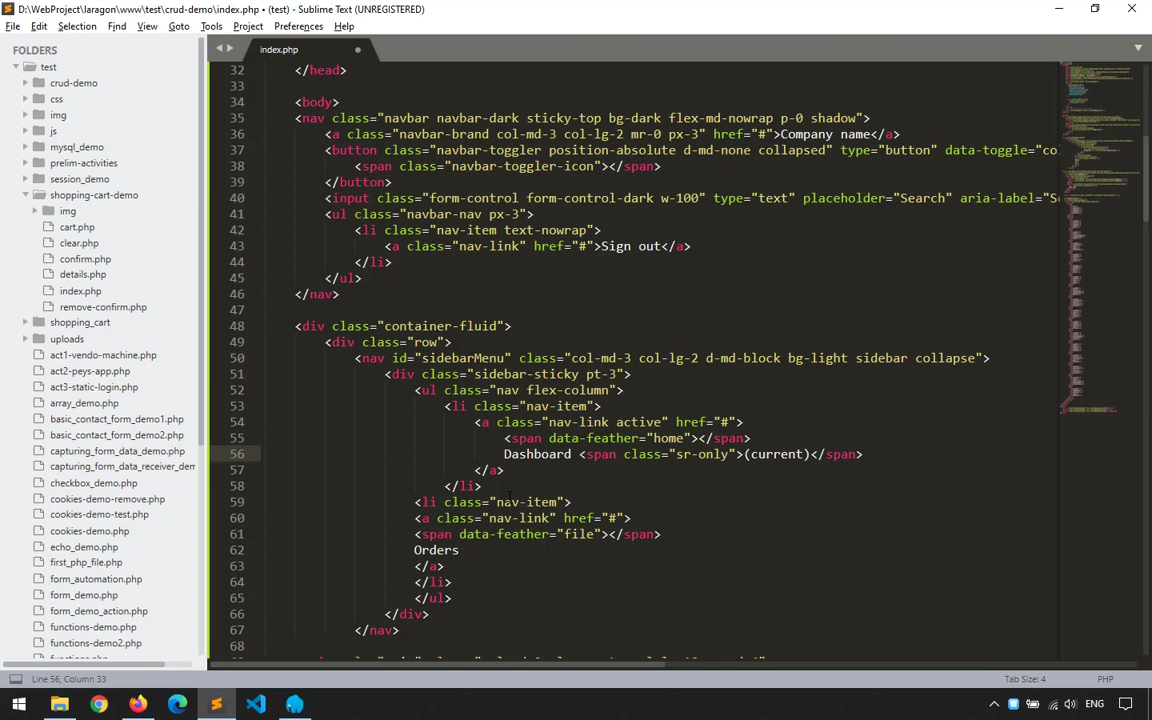 D:\WebProject\laragon\www\test\crud-demo\index.php • (test) - Sublime Text (UNREGISTERED)
File Edit Selection Find View Goto Tools Project Preferences Help
FOLDERS
test
crud-demo
css
img
js
mysql_demo
prelim-activities
session_demo
shopping-cart-demo
img
cart.php
clear.php
confirm.php
details.php
index.php
remove-confirm.php
shopping_cart
uploads
act1-vendo-machine.php
act2-peys-app.php
act3-static-login.php
array_demo.php
basic_contact_form_demo1.php
basic_contact_form_demo2.php
capturing_form_data_demo.php
capturing_form_data_receiver_dem
checkbox_demo.php
cookies-demo-remove.php
cookies-demo-test.php
cookies-demo.php
echo_demo.php
first_php_file.php
form_automation.php
form_demo.php
form_demo_action.php
functions-demo.php
functions-demo2.php
index.php
32 </head>
33
34 <body>
35 <nav class="navbar navbar-dark sticky-top bg-dark flex-md-nowrap p-0 shadow">
36 <a class="navbar-brand col-md-3 col-lg-2 mr-0 px-3" href="#">Company name</a>
37 <button class="navbar-toggler position-absolute d-md-none collapsed" type="button" data-toggle="col
38 <span class="navbar-toggler-icon"></span>
39 </button>
40 <input class="form-control form-control-dark w-100" type="text" placeholder="Search" aria-label="Se
41 <ul class="navbar-nav px-3">
42 <li class="nav-item text-nowrap">
43 <a class="nav-link" href="#">Sign out</a>
44 </li>
45 </ul>
46 </nav>
47
48 <div class="container-fluid">
49 <div class="row">
50 <nav id="sidebarMenu" class="col-md-3 col-lg-2 d-md-block bg-light sidebar collapse">
51 <div class="sidebar-sticky pt-3">
52 <ul class="nav flex-column">
53 <li class="nav-item">
54 <a class="nav-link active" href="#">
55 <span data-feather="home"></span>
56 Dashboard <span class="sr-only">(current)</span>
57 </a>
58 </li>
59 <li class="nav-item">
60 <a class="nav-link" href="#">
61 <span data-feather="file"></span>
62 Orders
63 </a>
64 </li>
65 </ul>
66 </div>
67 </nav>
68
Line 56, Column 33
Tab Size: 4
PHP
ENG